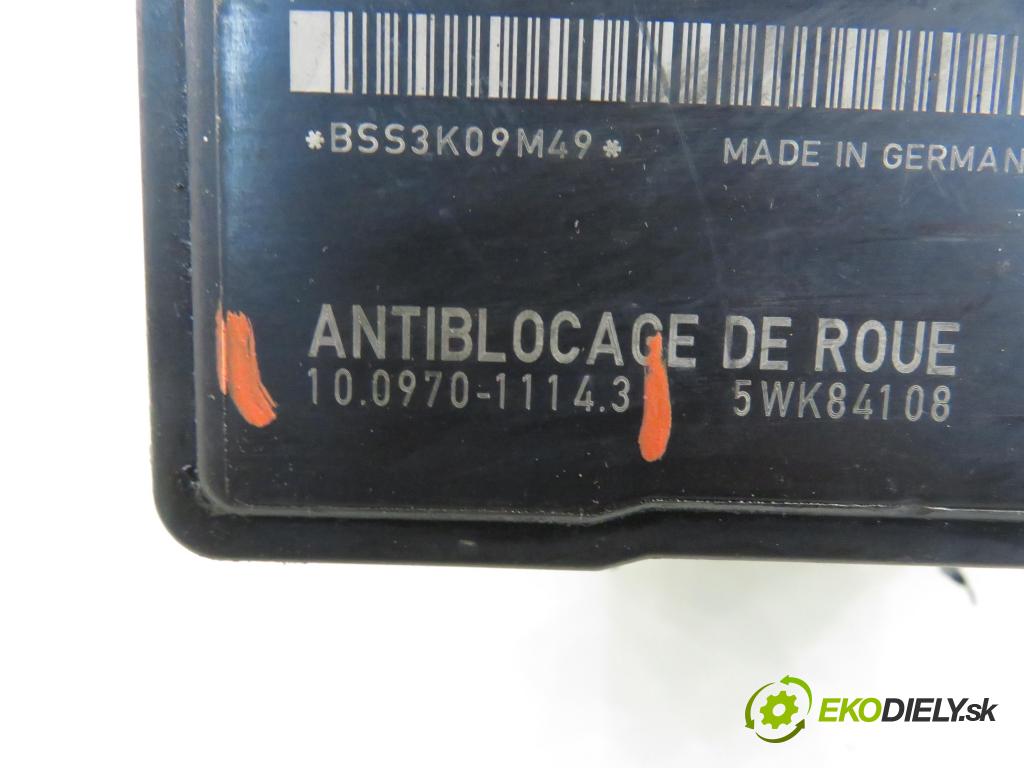 *BSS3K09M49* MADE IN GERMAN
ANTIBLOCAGE DE ROUE
10.0970-1114.3 5WK84108
EKODIELY.sk